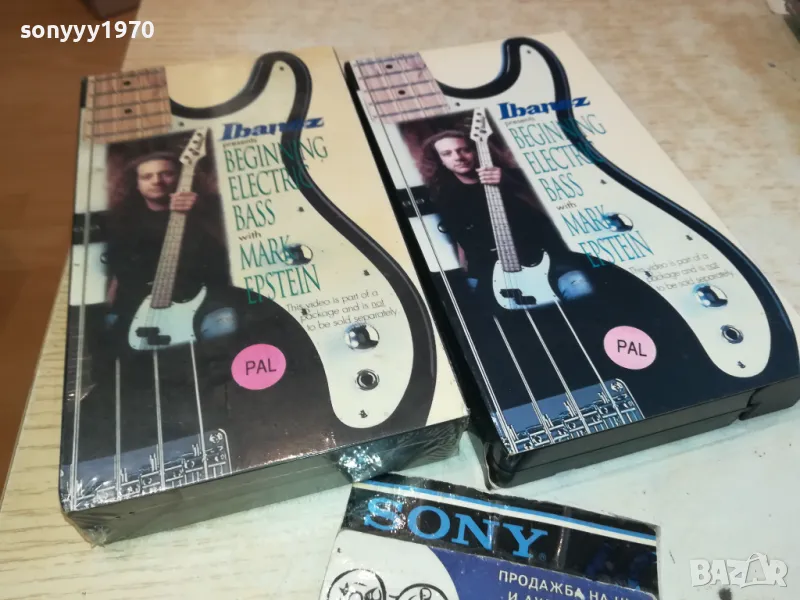 sonyyy1970
Ibanez
presents
BEGINNING
ELECTRIC
BASS
with
MARK
EPSTEIN
This video is part of a
package and is not
to be sold separately.
PAL
Ibanez
presents
BEGINNING
ELECTRIC
BASS
with
MARK
EPSTEIN
This video is part of a
package and is not
to be sold separately.
PAL
SONY
ПРОДАЖБА НА
BAZAR